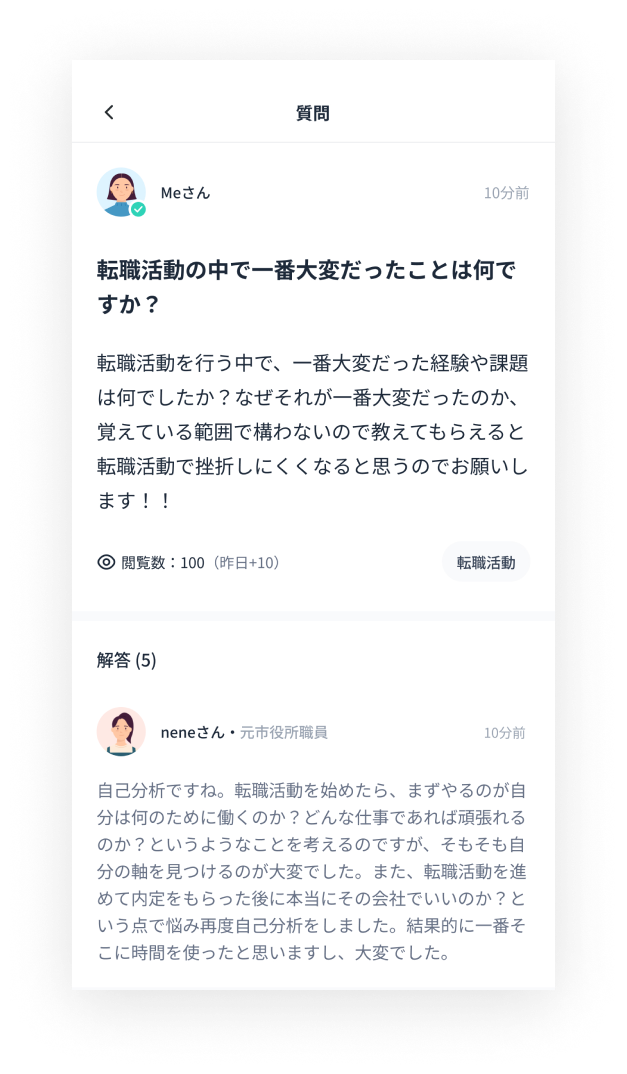 質問
Meさん
10分前
転職活動の中で一番大変だったことは何で
すか？
転職活動を行う中で、一番大変だった経験や課題
は何でしたか？なぜそれが一番大変だったのか、
覚えている範囲で構わないので教えてもらえると
転職活動で挫折しにくくなると思うのでお願いし
ます！！
閲覧数：100（昨日+10）
転職活動
解答 (5)
neneさん・元市役所職員
10分前
自己分析ですね。転職活動を始めたら、まずやるのが自
分は何のために働くのか？どんな仕事であれば頑張れる
のか？というようなことを考えるのですが、そもそも自
分の軸を見つけるのが大変でした。また、転職活動を進
めて内定をもらった後に本当にその会社でいいのか？と
いう点で悩み再度自己分析をしました。結果的に一番そ
こに時間を使ったと思いますし、大変でした。